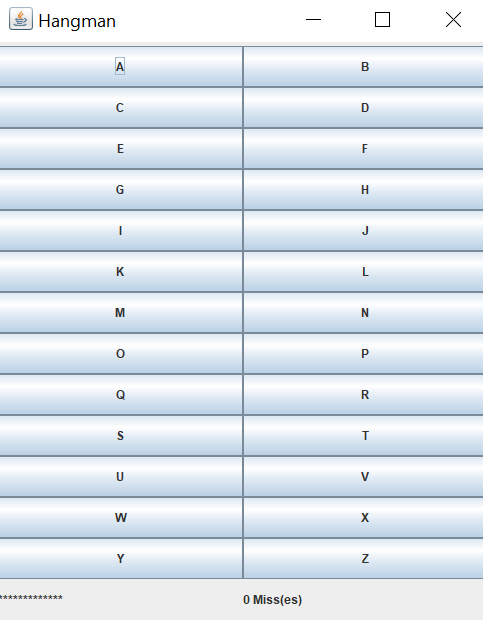 Hangman
A B
C D
E F
G H
I J
K L
M N
O P
Q R
S T
U V
W X
Y Z
************* 0 Miss(es)